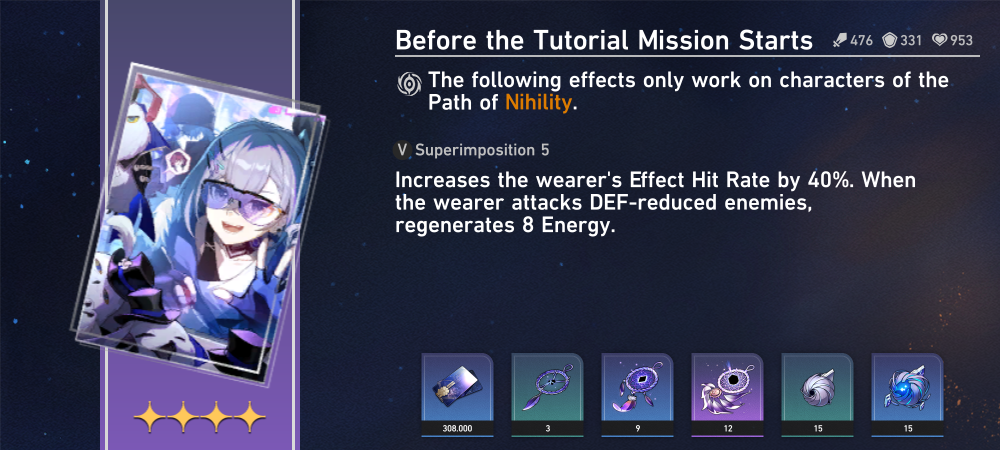 Before the Tutorial Mission Starts 476 331 953
The following effects only work on characters of the
Path of Nihility.
V Superimposition 5
Increases the wearer's Effect Hit Rate by 40%. When
the wearer attacks DEF-reduced enemies,
regenerates 8 Energy.
308.000 3 9 12 15 15